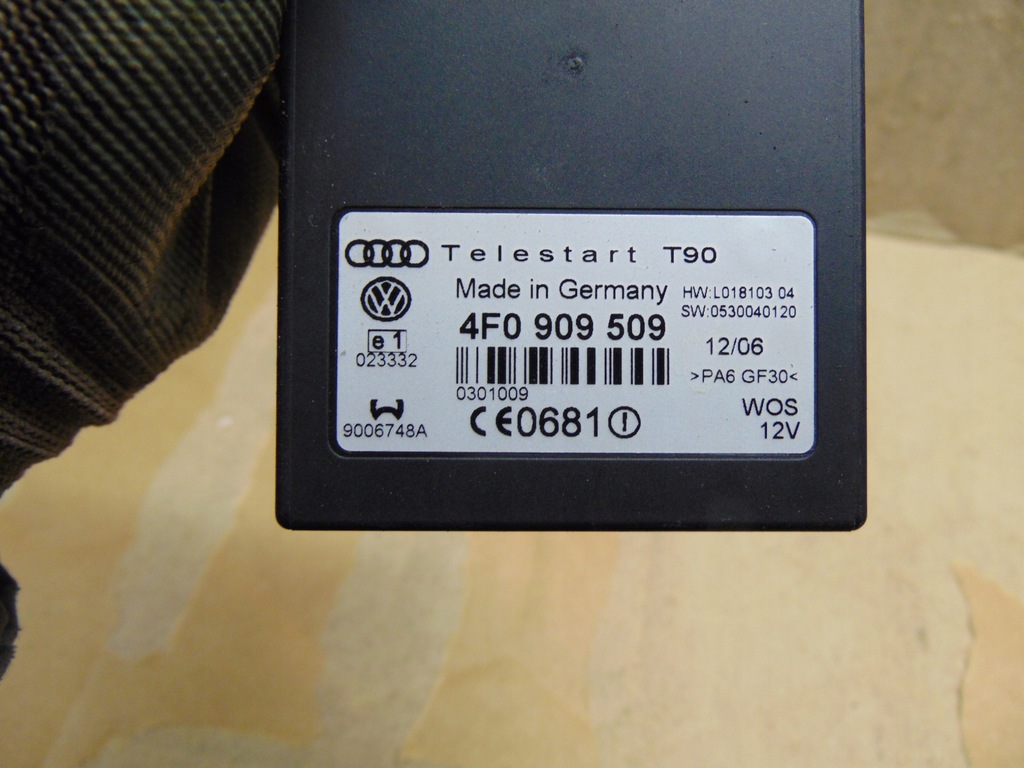 Telestart T90
Made in Germany
HW:L018103 04
SW:0530040120
4F0 909 509
e 1
023332
12/06
>PA6 GF30<
0301009
9006748A
CE0681
WOS
12V